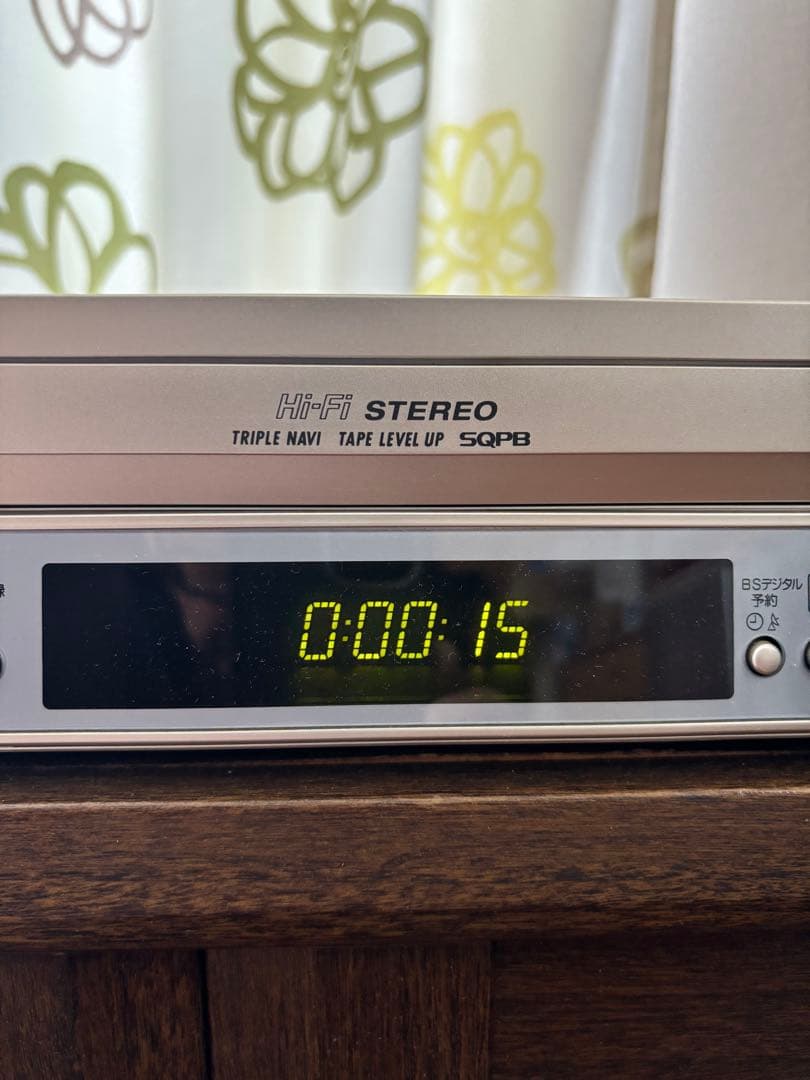 Hi-Fi STEREO
TRIPLE NAVI TAPE LEVEL UP SQPB
0:00:15
BSデジタル
予約